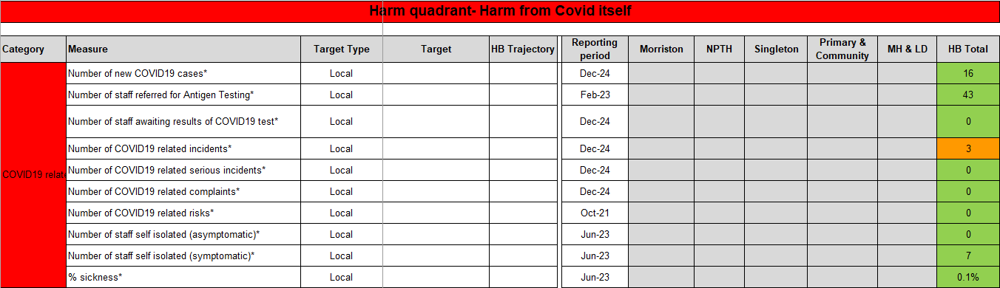 Harm quadrant- Harm from Covid itself
Category Measure Target Type Target HB Trajectory Reporting period Morriston NPTH Singleton Primary & Community MH & LD HB Total
COVID19 relat
Number of new COVID19 cases* Local Dec-24 16
Number of staff referred for Antigen Testing* Local Feb-23 43
Number of staff awaiting results of COVID19 test* Local Dec-24 0
Number of COVID19 related incidents* Local Dec-24 3
Number of COVID19 related serious incidents* Local Dec-24 0
Number of COVID19 related complaints* Local Dec-24 0
Number of COVID19 related risks* Local Oct-21 0
Number of staff self isolated (asymptomatic)* Local Jun-23 0
Number of staff self isolated (symptomatic)* Local Jun-23 7
% sickness* Local Jun-23 0.1%